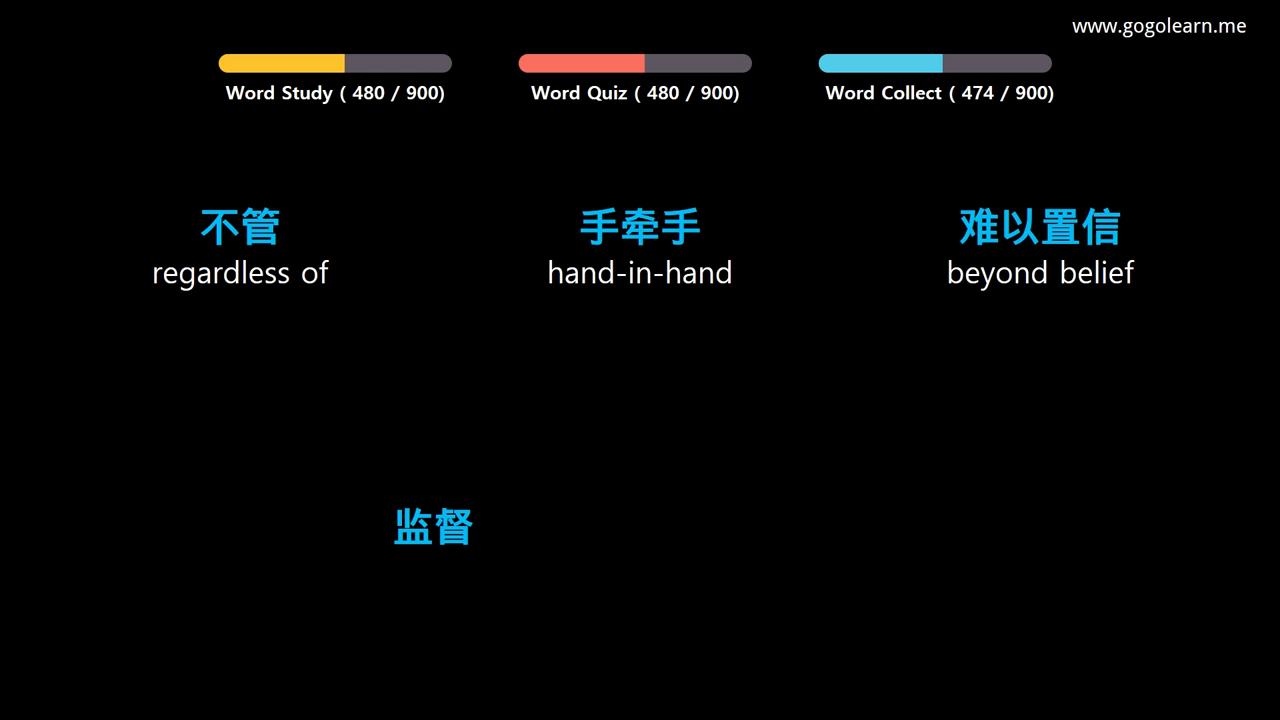 www.gogolearn.me
Word Study ( 480 / 900)
Word Quiz ( 480 / 900)
Word Collect ( 474 / 900)
不管
regardless of
手牵手
hand-in-hand
难以置信
beyond belief
监督